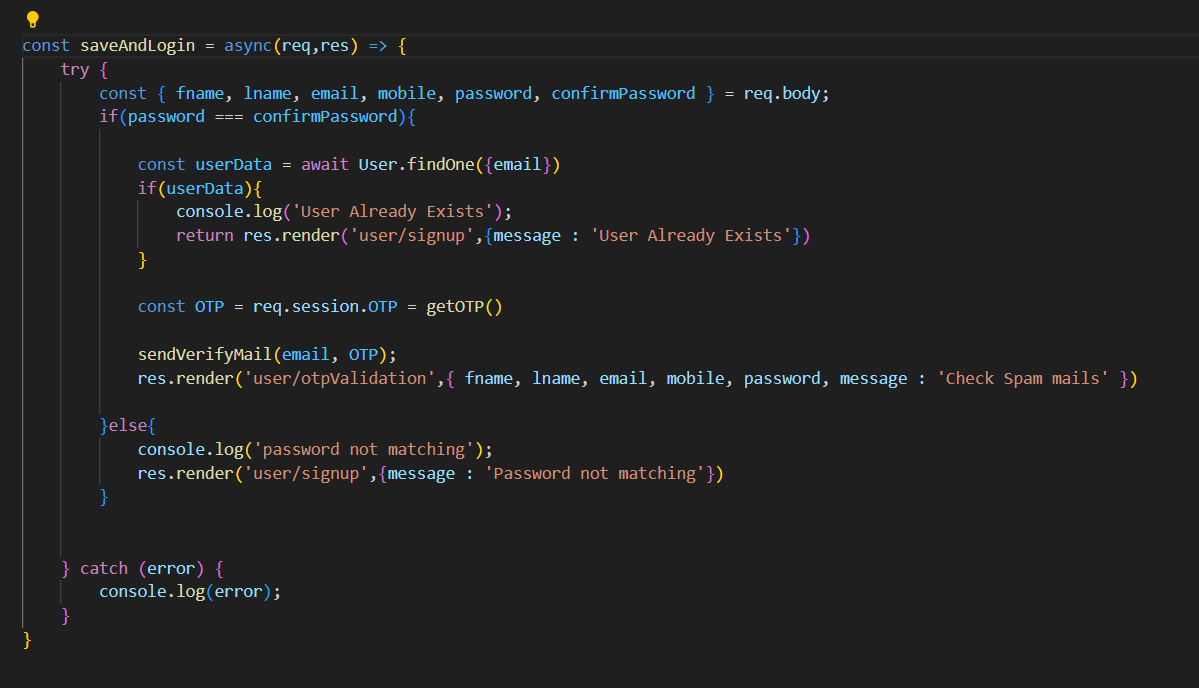 const saveAndLogin = async(req,res) => {
try {
const { fname, lname, email, mobile, password, confirmPassword } = req.body;
if(password === confirmPassword){
const userData = await User.findOne({email})
if(userData){
console.log('User Already Exists');
return res.render('user/signup',{message : 'User Already Exists'})
}
const OTP = req.session.OTP = getOTP()
sendVerifyMail(email, OTP);
res.render('user/otpValidation',{ fname, lname, email, mobile, password, message : 'Check Spam mails' })
}else{
console.log('password not matching');
res.render('user/signup',{message : 'Password not matching'})
}
} catch (error) {
console.log(error);
}
}